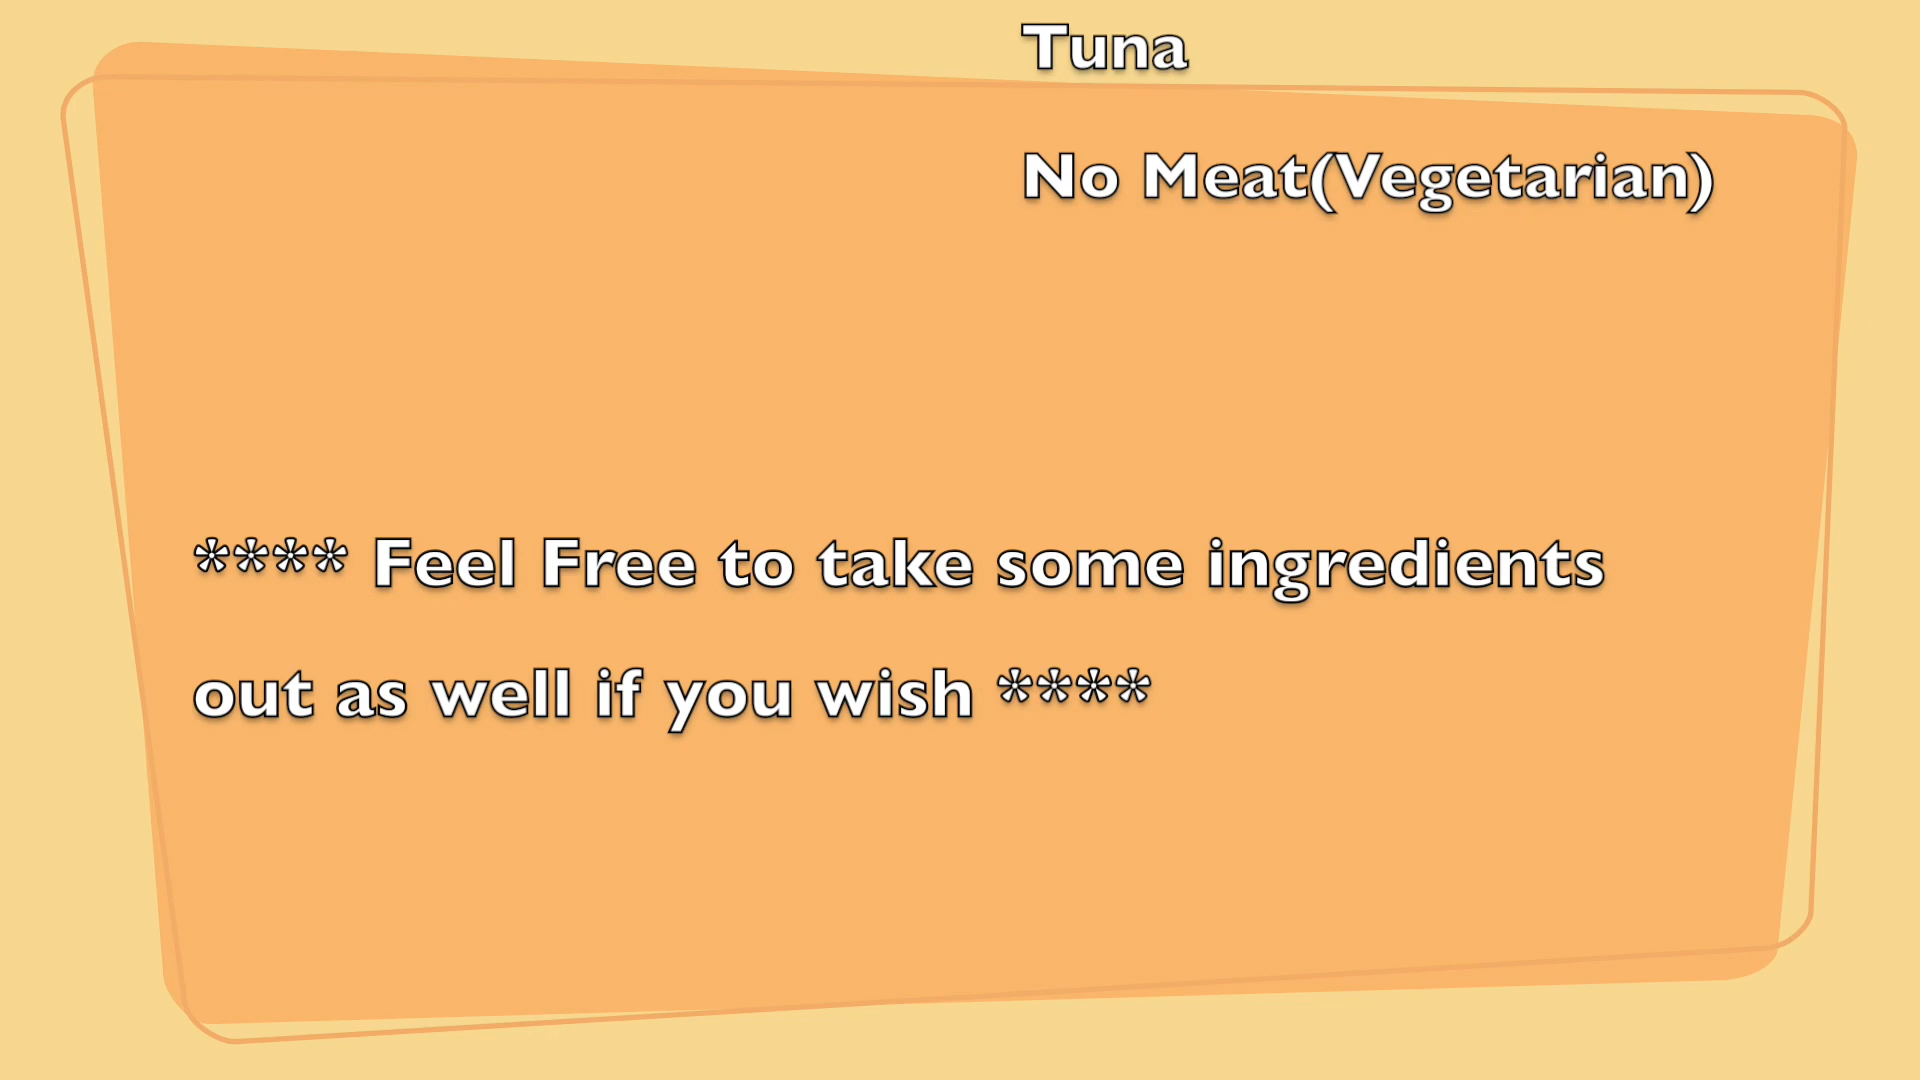 Tuna
No Meat(Vegetarian)
**** Feel Free to take some ingredients
out as well if you wish ****